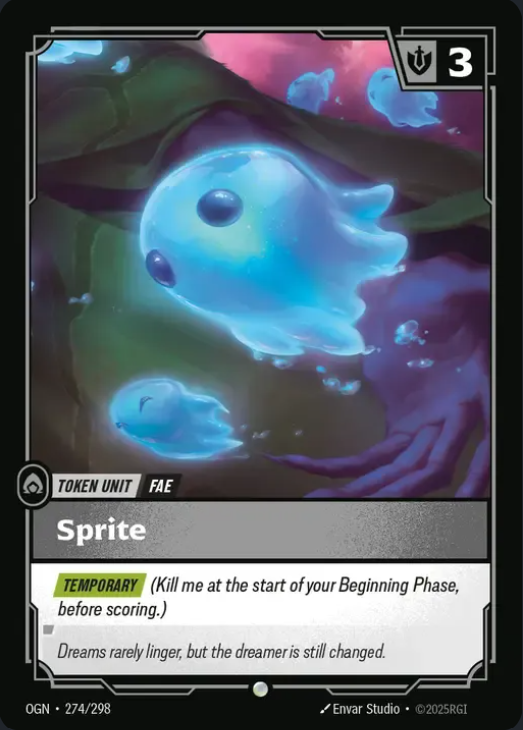 3
TOKEN UNIT FAE
Sprite
TEMPORARY (Kill me at the start of your Beginning Phase,
before scoring.)
Dreams rarely linger, but the dreamer is still changed.
OGN • 274/298 Envar Studio • ©2025RGI